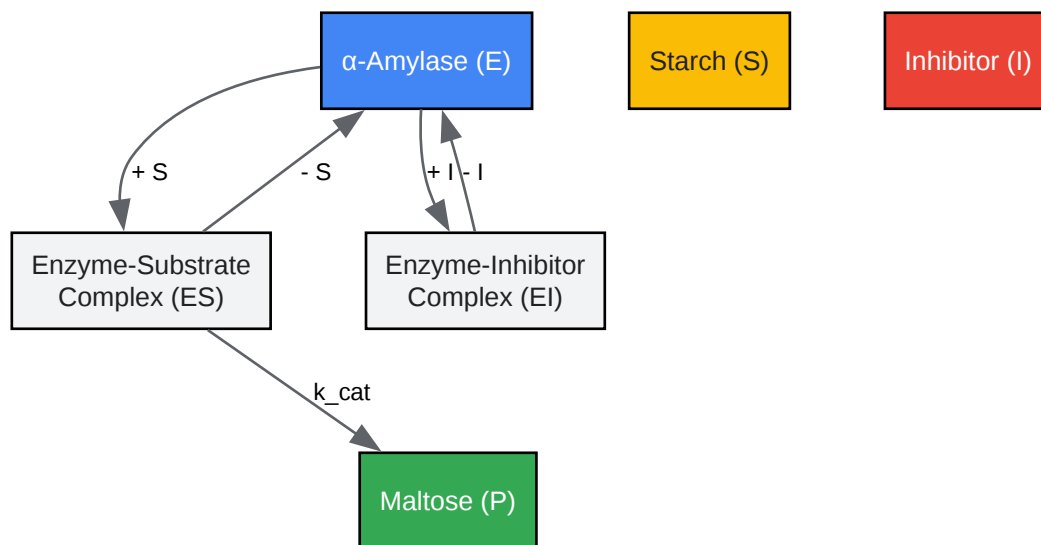 α-Amylase (E)
Starch (S)
Inhibitor (I)
+ S
- S
+ I
- I
Enzyme-Substrate
Complex (ES)
Enzyme-Inhibitor
Complex (EI)
k_cat
Maltose (P)